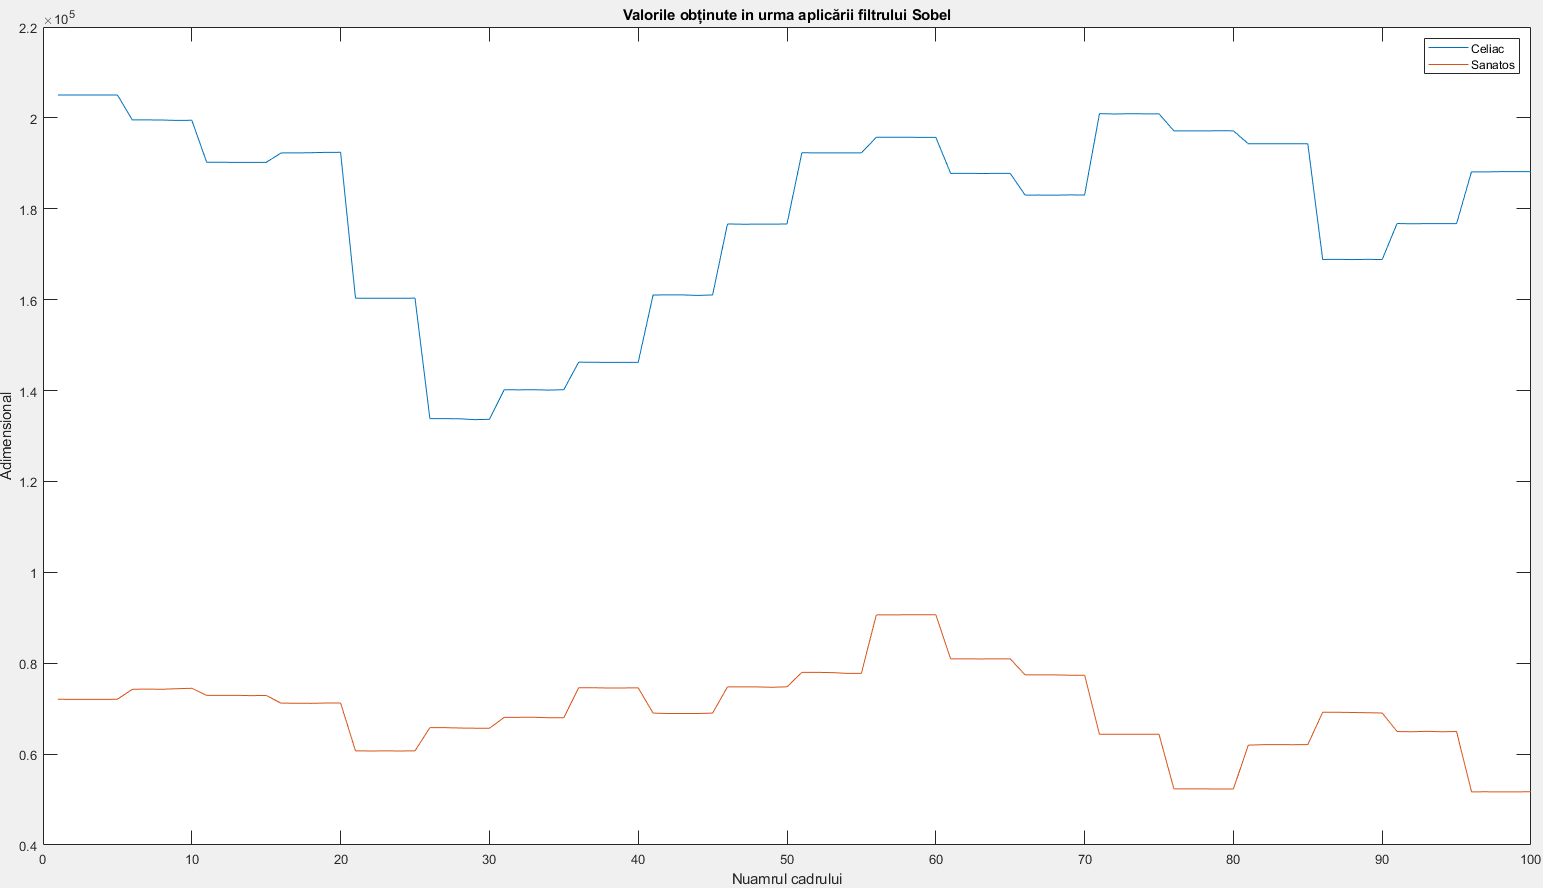 Valorile obținute in urma aplicării filtrului Sobel
×10⁵
2.2
2
1.8
1.6
1.4
1.2
1
0.8
0.6
0.4
Adimensional
Celiac
Sanatos
0 10 20 30 40 50 60 70 80 90 100
Nuamrul cadrului